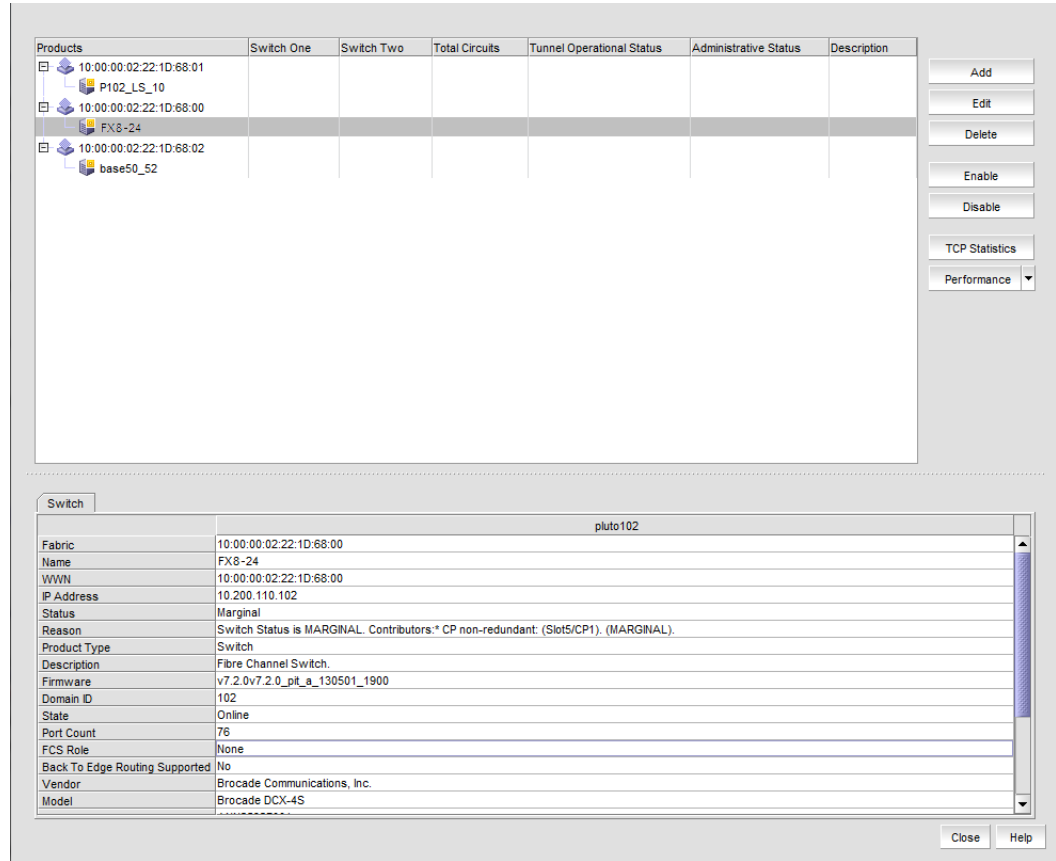 Products Switch One Switch Two Total Circuits Tunnel Operational Status Administrative Status Description
10:00:00:02:22:1D:68:01
P102_LS_10
10:00:00:02:22:1D:68:00
FX8-24
10:00:00:02:22:1D:68:02
base50_52
Add
Edit
Delete
Enable
Disable
TCP Statistics
Performance
Switch
pluto102
Fabric 10:00:00:02:22:1D:68:00
Name FX8-24
WWN 10:00:00:02:22:1D:68:00
IP Address 10.200.110.102
Status Marginal
Reason Switch Status is MARGINAL. Contributors:* CP non-redundant: (Slot5/CP1). (MARGINAL).
Product Type Switch
Description Fibre Channel Switch.
Firmware v7.2.0v7.2.0_pit_a_130501_1900
Domain ID 102
State Online
Port Count 76
FCS Role None
Back To Edge Routing Supported No
Vendor Brocade Communications, Inc.
Model Brocade DCX-4S
Close Help